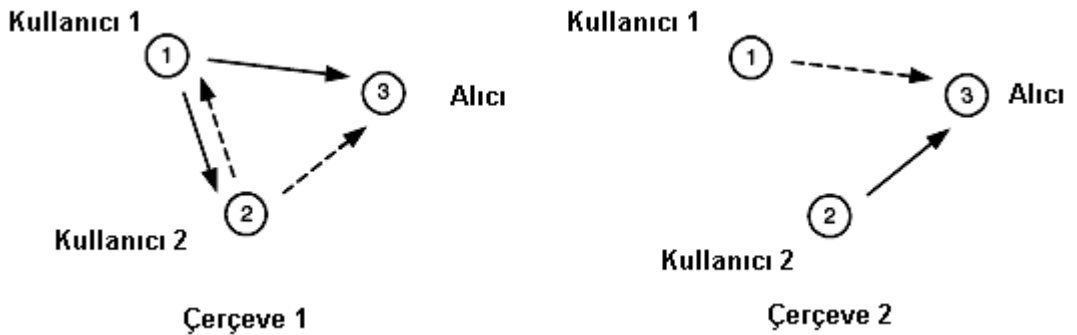 Kullanıcı 1
1
3
Alıcı
2
Kullanıcı 2
Çerçeve 1
Kullanıcı 1
1
3
Alıcı
2
Kullanıcı 2
Çerçeve 2